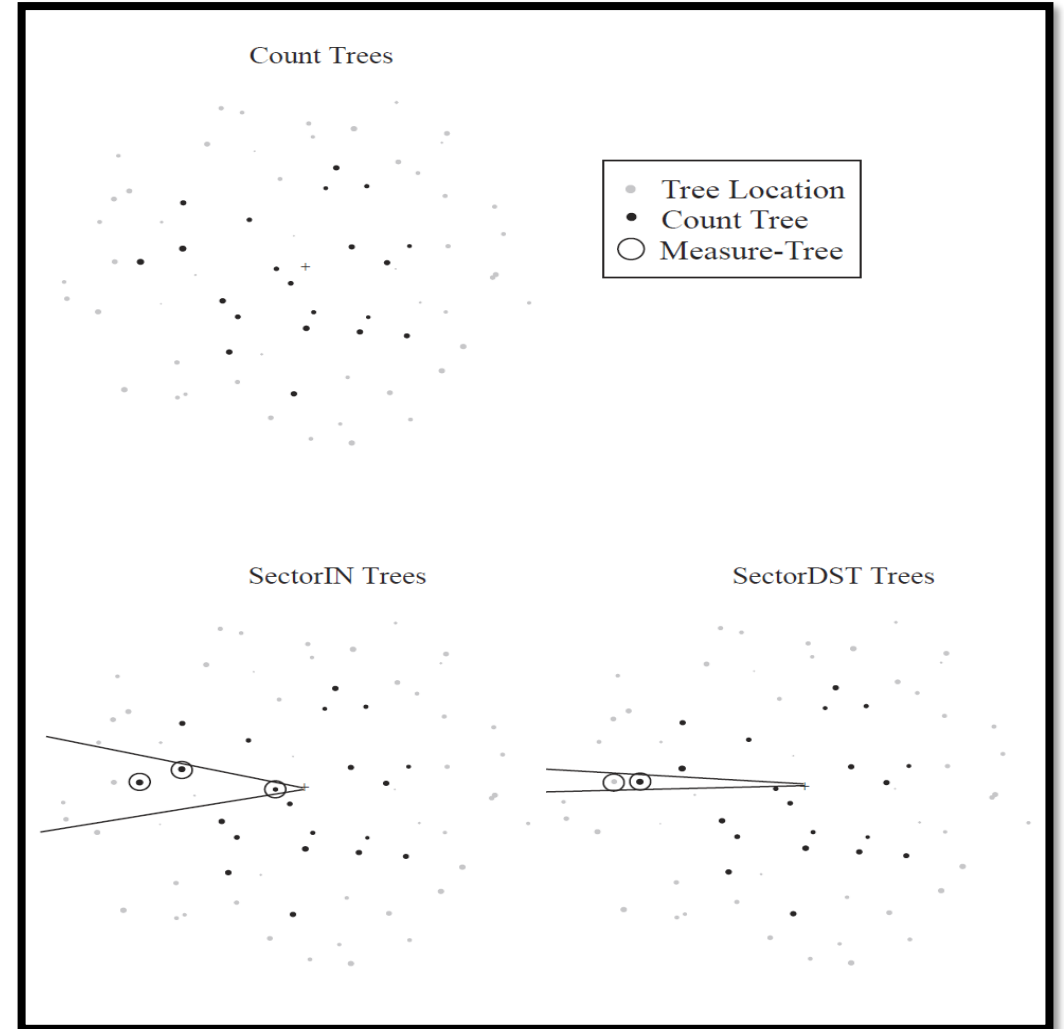 Count Trees
Tree Location
Count Tree
Measure-Tree
SectorIN Trees
SectorDST Trees